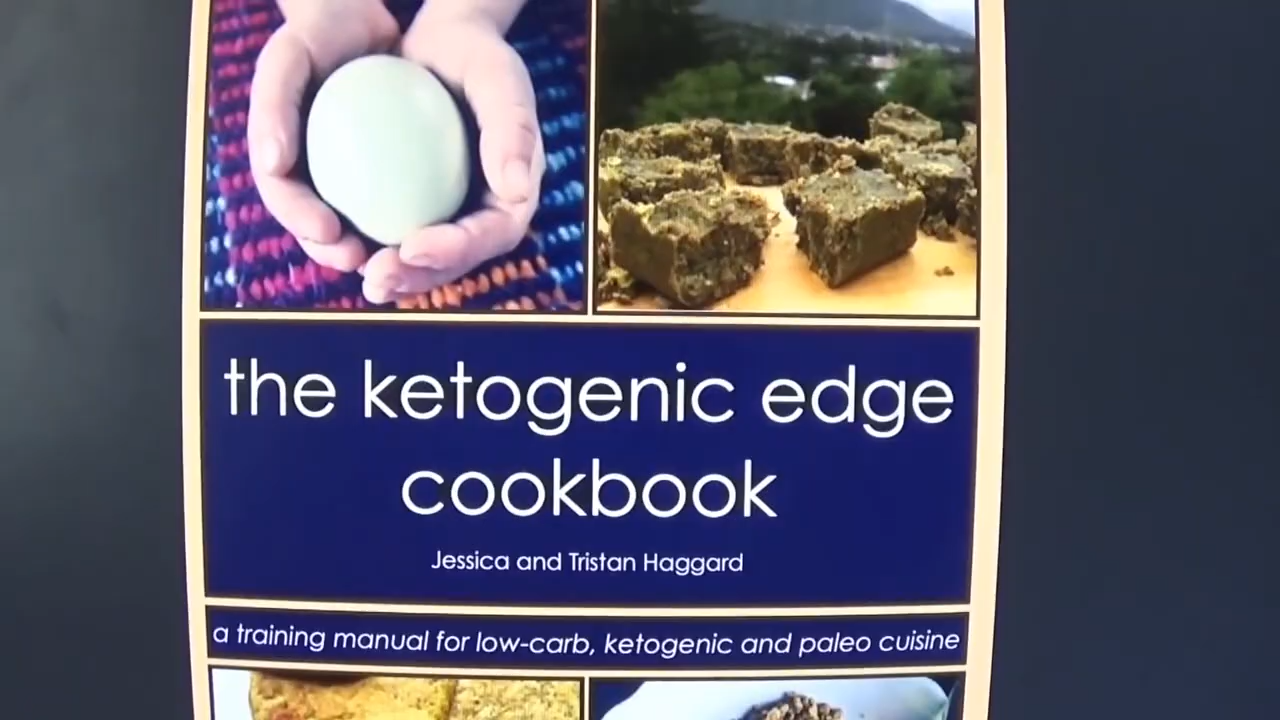 the ketogenic edge
cookbook
Jessica and Tristan Haggard
a training manual for low-carb, ketogenic and paleo cuisine